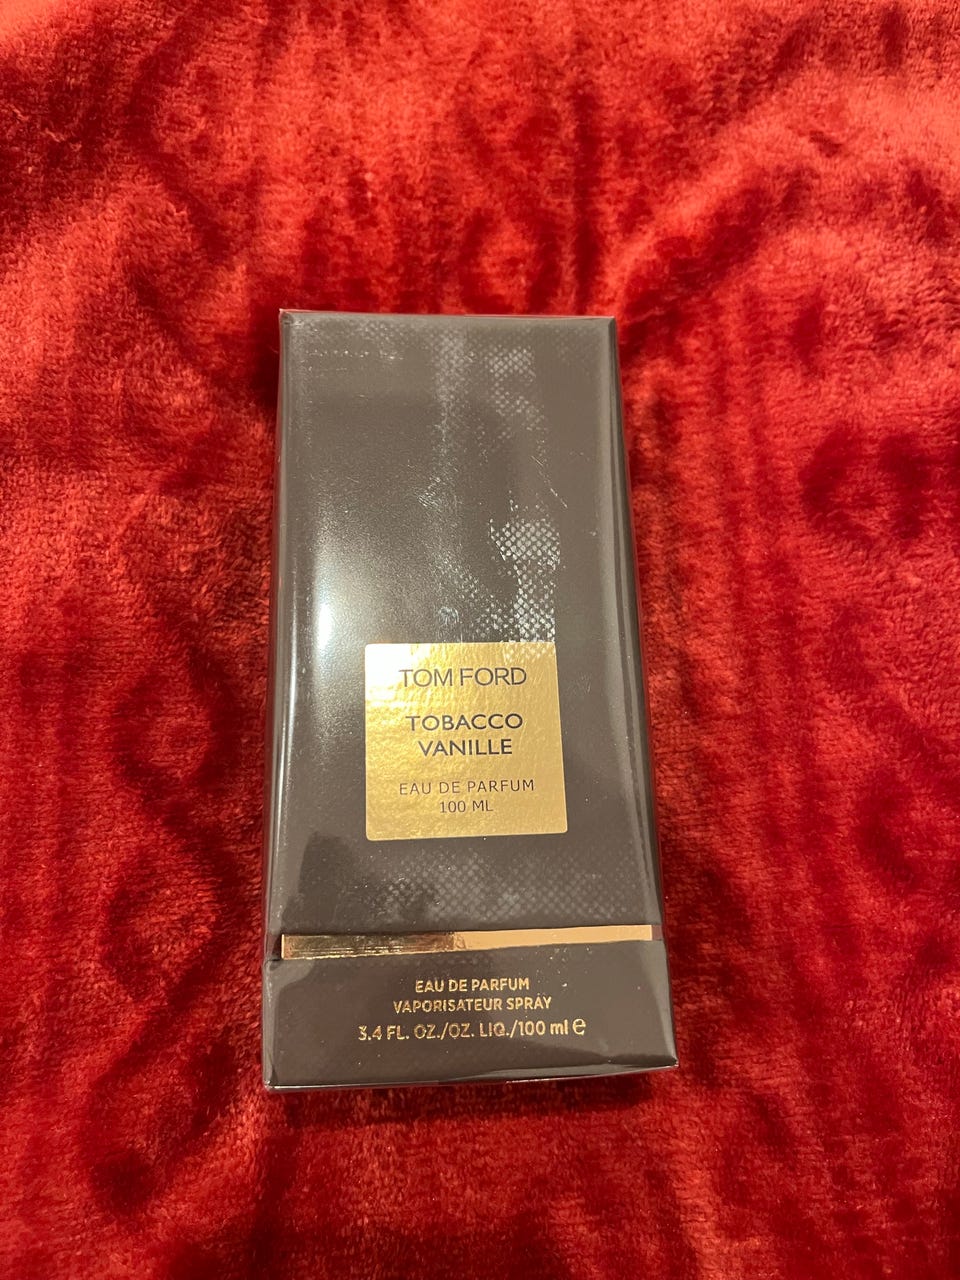 TOM FORD
TOBACCO
VANILLE
EAU DE PARFUM
100 ML
EAU DE PARFUM
VAPORISATEUR SPRAY
3.4 FL. OZ./OZ. LIQ./100 ml ℮